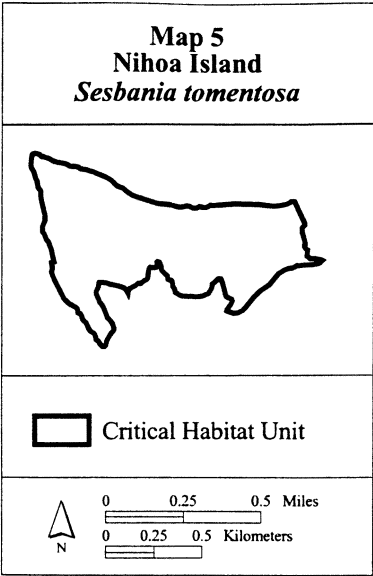 Map 5
Nihoa Island
Sesbania tomentosa
Critical Habitat Unit
0 0.25 0.5 Miles
0 0.25 0.5 Kilometers
N